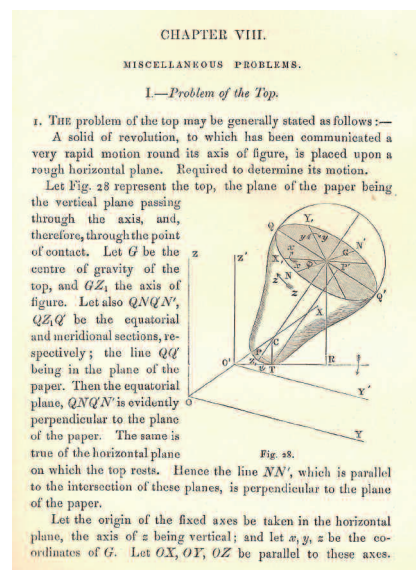 CHAPTER VIII.
MISCELLANEOUS PROBLEMS.
I.—Problem of the Top.
1. THE problem of the top may be generally stated as follows :—
A solid of revolution, to which has been communicated a
very rapid motion round its axis of figure, is placed upon a
rough horizontal plane. Required to determine its motion.
Let Fig. 28 represent the top, the plane of the paper being
the vertical plane passing
through the axis, and,
therefore, through the point
of contact. Let G be the
centre of gravity of the
top, and GZ₁ the axis of
figure. Let also QNQ'N',
QZ₁Q' be the equatorial
and meridional sections, re-
spectively; the line QQ'
being in the plane of the
paper. Then the equatorial
plane, QNQ'N' is evidently
perpendicular to the plane
of the paper. The same is
true of the horizontal plane
on which the top rests. Hence the line NN', which is parallel
to the intersection of these planes, is perpendicular to the plane
of the paper.
Let the origin of the fixed axes be taken in the horizontal
plane, the axis of z being vertical; and let x, y, z be the co-
ordinates of G. Let OX, OY, OZ be parallel to these axes.
Z
Z'
Q
Y,
N'
G
X,
N
Q'
X
C
P
O'
Z,
T
R
O
Y'
Y
Fig. 28.